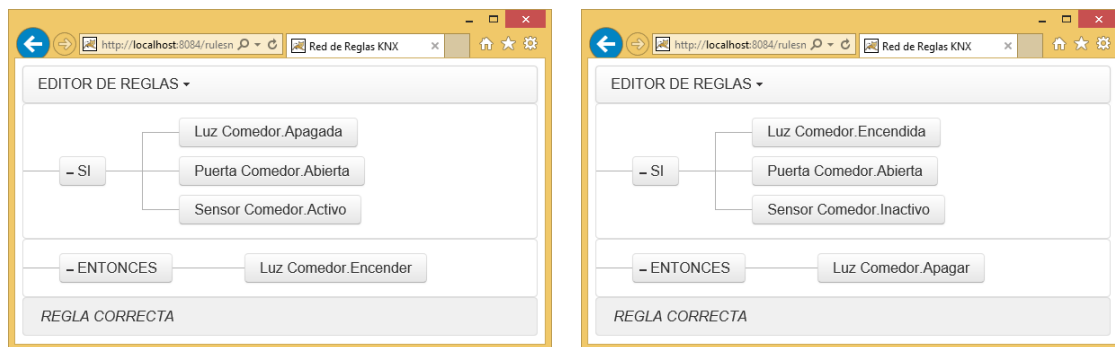 http://localhost:8084/rulesn
Red de Reglas KNX
EDITOR DE REGLAS
Luz Comedor.Apagada
– SI
Puerta Comedor.Abierta
Sensor Comedor.Activo
– ENTONCES
Luz Comedor.Encender
REGLA CORRECTA
http://localhost:8084/rulesn
Red de Reglas KNX
EDITOR DE REGLAS
Luz Comedor.Encendida
– SI
Puerta Comedor.Abierta
Sensor Comedor.Inactivo
– ENTONCES
Luz Comedor.Apagar
REGLA CORRECTA